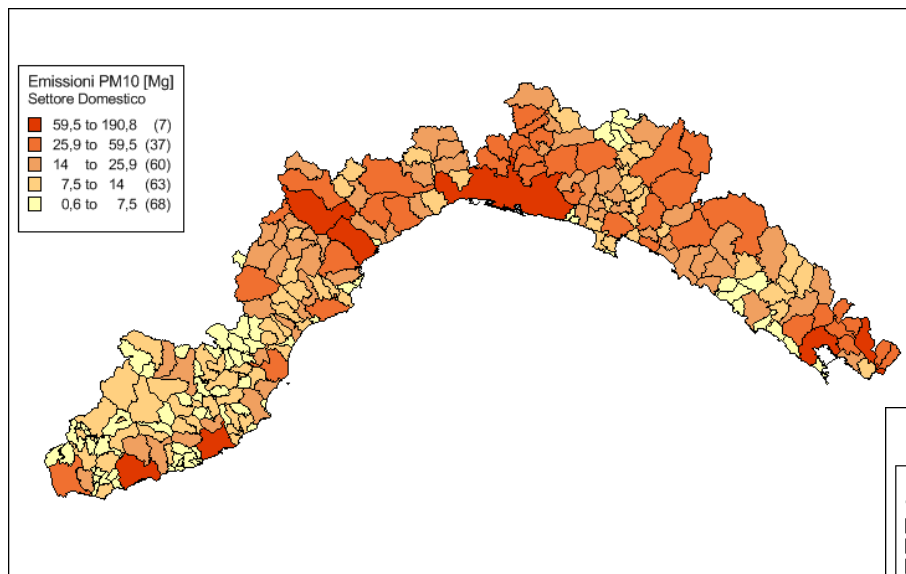 Emissioni PM10 [Mg]
Settore Domestico
59,5 to 190,8 (7)
25,9 to 59,5 (37)
14 to 25,9 (60)
7,5 to 14 (63)
0,6 to 7,5 (68)